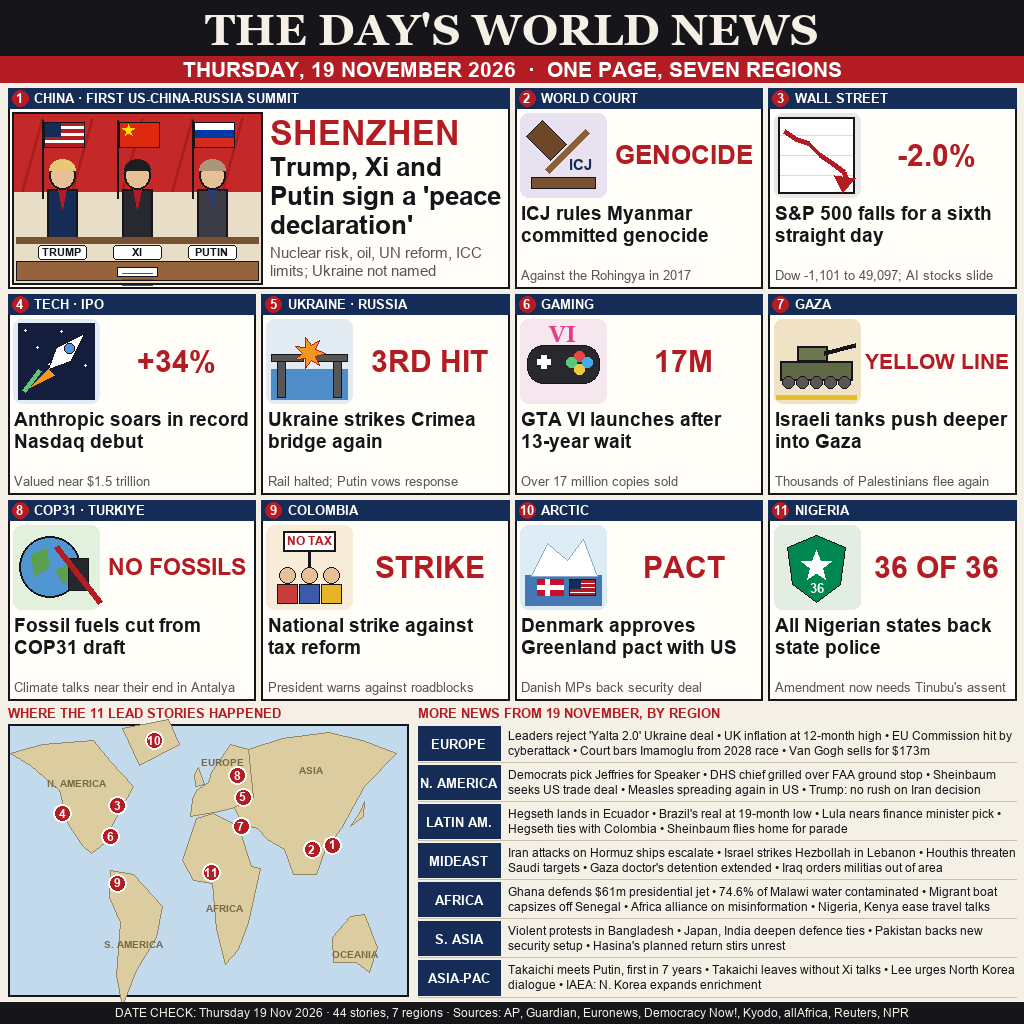 THE DAY'S WORLD NEWS
THURSDAY, 19 NOVEMBER 2026 · ONE PAGE, SEVEN REGIONS
1 CHINA · FIRST US-CHINA-RUSSIA SUMMIT
TRUMP
XI
PUTIN
SHENZHEN
Trump, Xi and
Putin sign a 'peace
declaration'
Nuclear risk, oil, UN reform, ICC
limits; Ukraine not named
2 WORLD COURT
ICJ
GENOCIDE
ICJ rules Myanmar
committed genocide
Against the Rohingya in 2017
3 WALL STREET
-2.0%
S&P 500 falls for a sixth
straight day
Dow -1,101 to 49,097; AI stocks slide
4 TECH · IPO
+34%
Anthropic soars in record
Nasdaq debut
Valued near $1.5 trillion
5 UKRAINE · RUSSIA
3RD HIT
Ukraine strikes Crimea
bridge again
Rail halted; Putin vows response
6 GAMING
VI
17M
GTA VI launches after
13-year wait
Over 17 million copies sold
7 GAZA
YELLOW LINE
Israeli tanks push deeper
into Gaza
Thousands of Palestinians flee again
8 COP31 · TURKIYE
NO FOSSILS
Fossil fuels cut from
COP31 draft
Climate talks near their end in Antalya
9 COLOMBIA
NO TAX
STRIKE
National strike against
tax reform
President warns against roadblocks
10 ARCTIC
PACT
Denmark approves
Greenland pact with US
Danish MPs back security deal
11 NIGERIA
36
36 OF 36
All Nigerian states back
state police
Amendment now needs Tinubu's assent
WHERE THE 11 LEAD STORIES HAPPENED
10
EUROPE
ASIA
8
N. AMERICA
5
3
4
7
6
1
2
11
9
AFRICA
S. AMERICA
OCEANIA
MORE NEWS FROM 19 NOVEMBER, BY REGION
EUROPE
Leaders reject 'Yalta 2.0' Ukraine deal • UK inflation at 12-month high • EU Commission hit by
cyberattack • Court bars Imamoglu from 2028 race • Van Gogh sells for $173m
N. AMERICA
Democrats pick Jeffries for Speaker • DHS chief grilled over FAA ground stop • Sheinbaum
seeks US trade deal • Measles spreading again in US • Trump: no rush on Iran decision
LATIN AM.
Hegseth lands in Ecuador • Brazil's real at 19-month low • Lula nears finance minister pick •
Hegseth ties with Colombia • Sheinbaum flies home for parade
MIDEAST
Iran attacks on Hormuz ships escalate • Israel strikes Hezbollah in Lebanon • Houthis threaten
Saudi targets • Gaza doctor's detention extended • Iraq orders militias out of area
AFRICA
Ghana defends $61m presidential jet • 74.6% of Malawi water contaminated • Migrant boat
capsizes off Senegal • Africa alliance on misinformation • Nigeria, Kenya ease travel talks
S. ASIA
Violent protests in Bangladesh • Japan, India deepen defence ties • Pakistan backs new
security setup • Hasina's planned return stirs unrest
ASIA-PAC
Takaichi meets Putin, first in 7 years • Takaichi leaves without Xi talks • Lee urges North Korea
dialogue • IAEA: N. Korea expands enrichment
DATE CHECK: Thursday 19 Nov 2026 · 44 stories, 7 regions · Sources: AP, Guardian, Euronews, Democracy Now!, Kyodo, allAfrica, Reuters, NPR